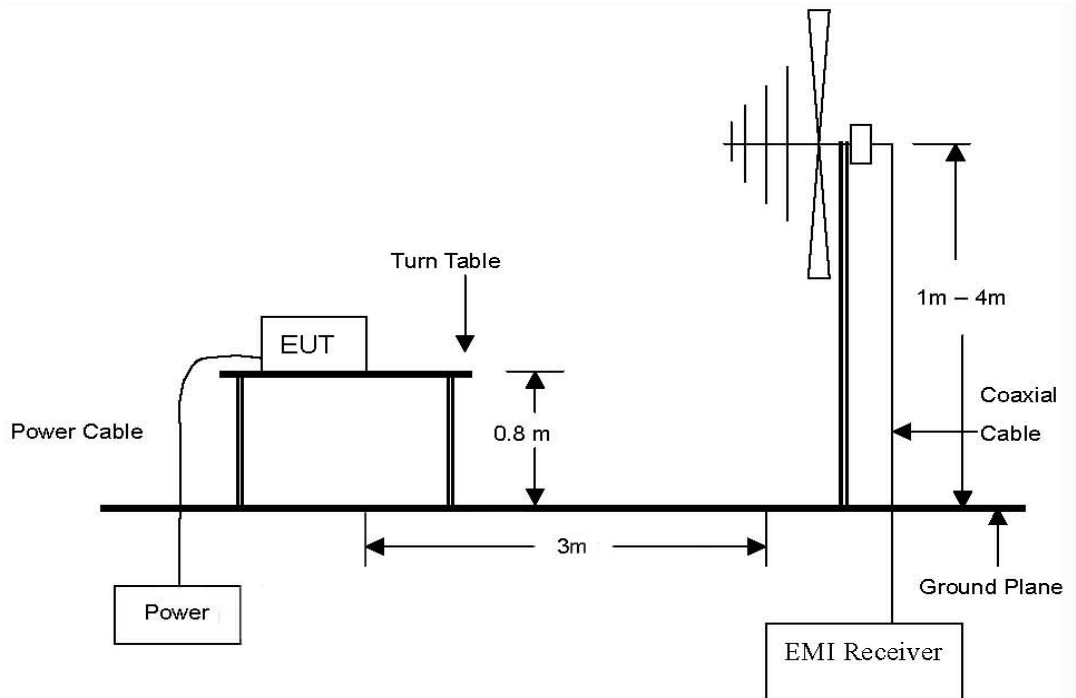 Turn Table
EUT
1m – 4m
Coaxial
Cable
Power Cable
0.8 m
3m
Ground Plane
Power
EMI Receiver